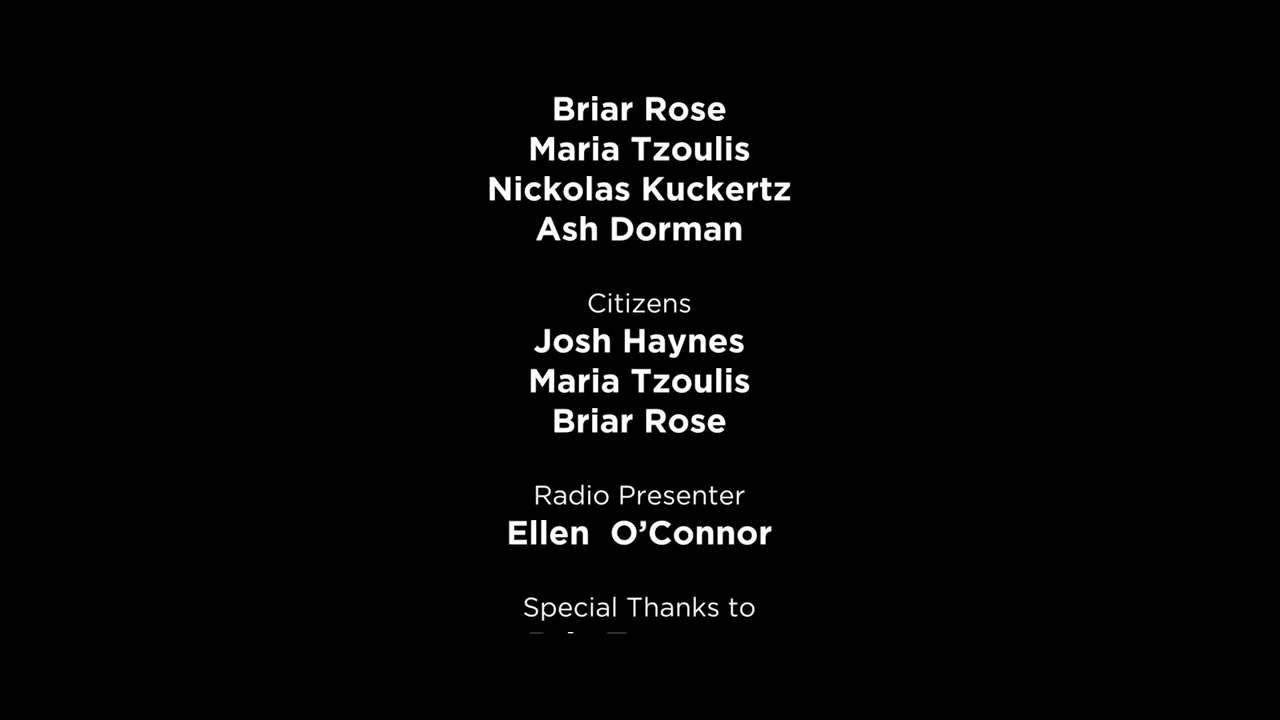 Briar Rose
Maria Tzoulis
Nickolas Kuckertz
Ash Dorman
Citizens
Josh Haynes
Maria Tzoulis
Briar Rose
Radio Presenter
Ellen  O’Connor
Special Thanks to